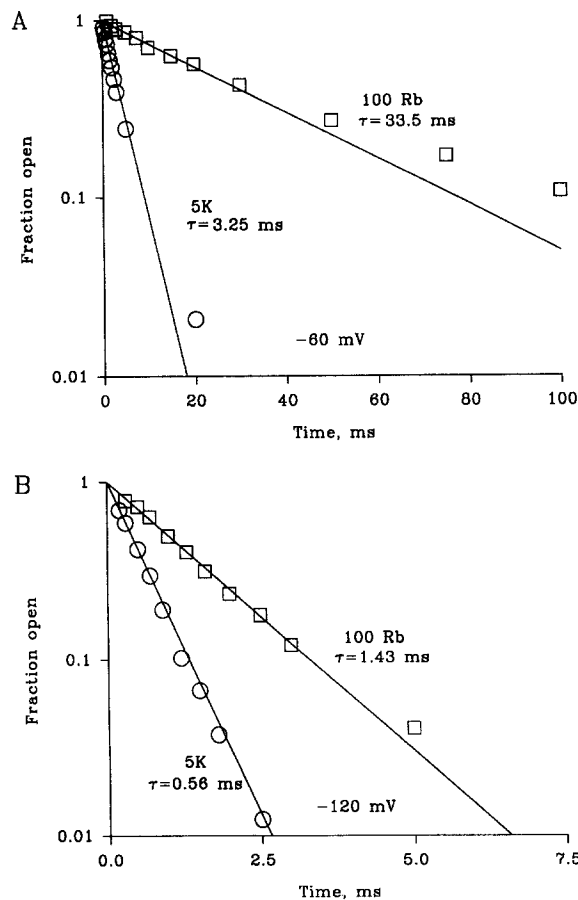 A
1
100 Rb
τ=33.5 ms
Fraction open
0.1
5K
τ=3.25 ms
−60 mV
0.01
0 20 40 60 80 100
Time, ms
B
1
100 Rb
τ=1.43 ms
Fraction open
0.1
5K
τ=0.56 ms
−120 mV
0.01
0.0 2.5 5.0 7.5
Time, ms